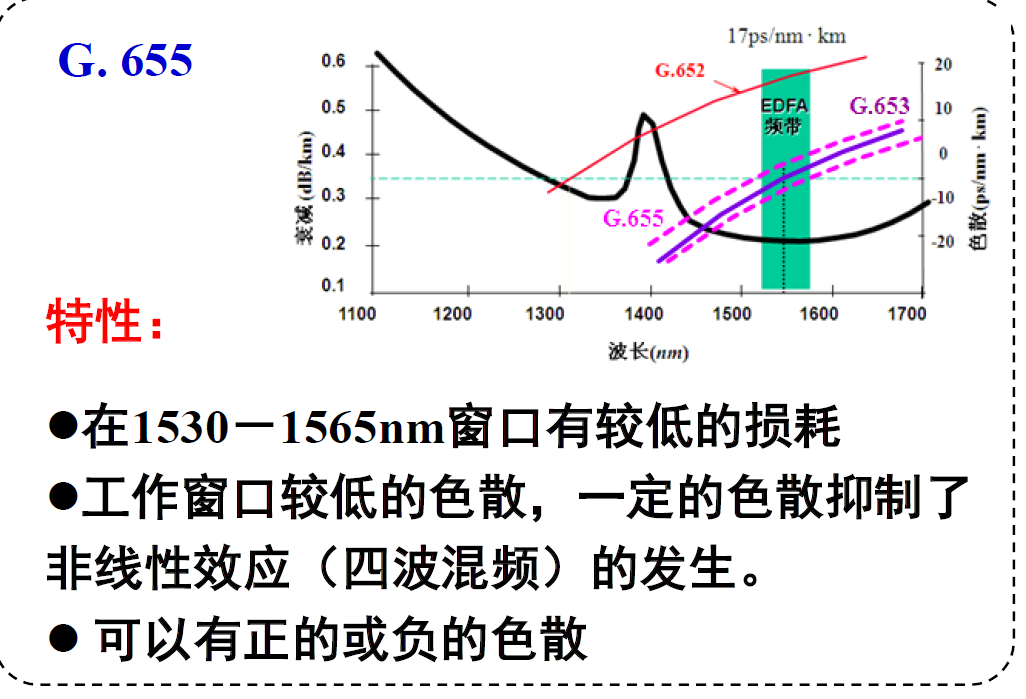 G. 655
17ps/nm · km
G.652
EDFA
频带
G.653
G.655
衰减 (dB/km)
0.6
0.5
0.4
0.3
0.2
0.1
20
10
0
-10
-20
色散(ps/nm· km)
1100 1200 1300 1400 1500 1600 1700
波长(nm)
特性：
●在1530－1565nm窗口有较低的损耗
●工作窗口较低的色散，一定的色散抑制了
非线性效应（四波混频）的发生。
● 可以有正的或负的色散